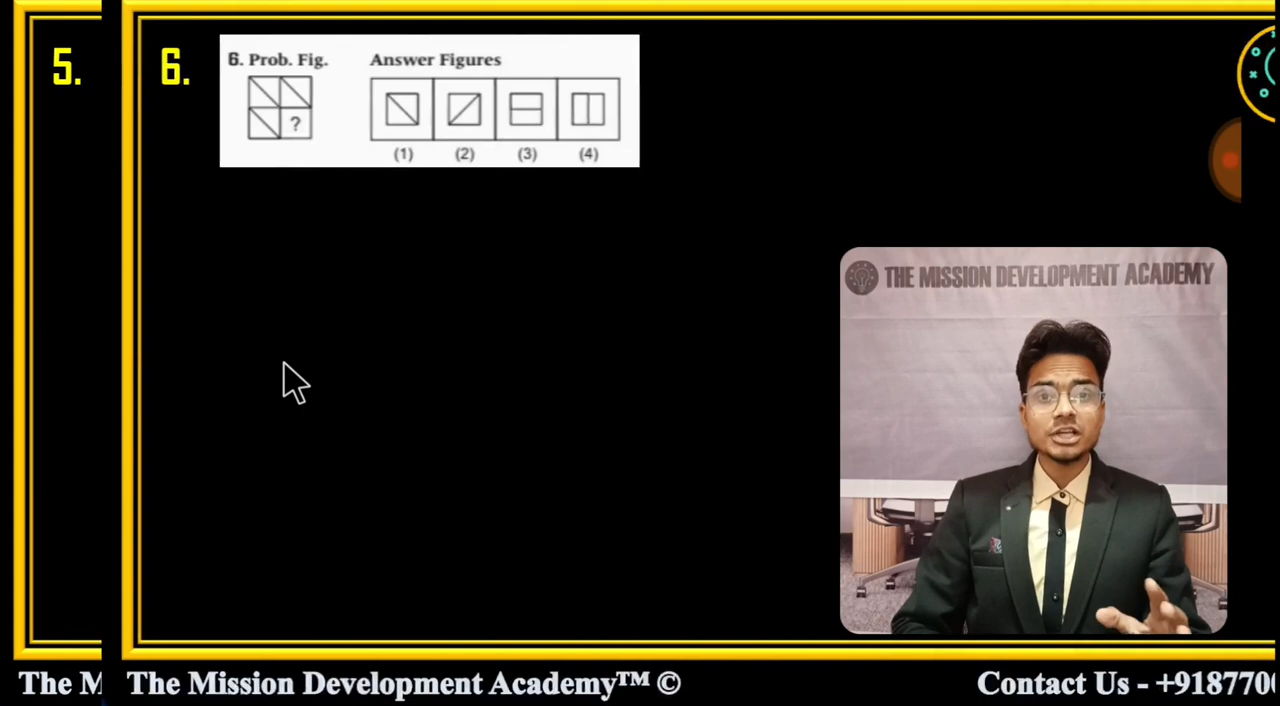 5.
6.
6. Prob. Fig.
Answer Figures
?
(1) (2) (3) (4)
THE MISSION DEVELOPMENT ACADEMY
The M
The Mission Development Academy™ ©
Contact Us - +918770